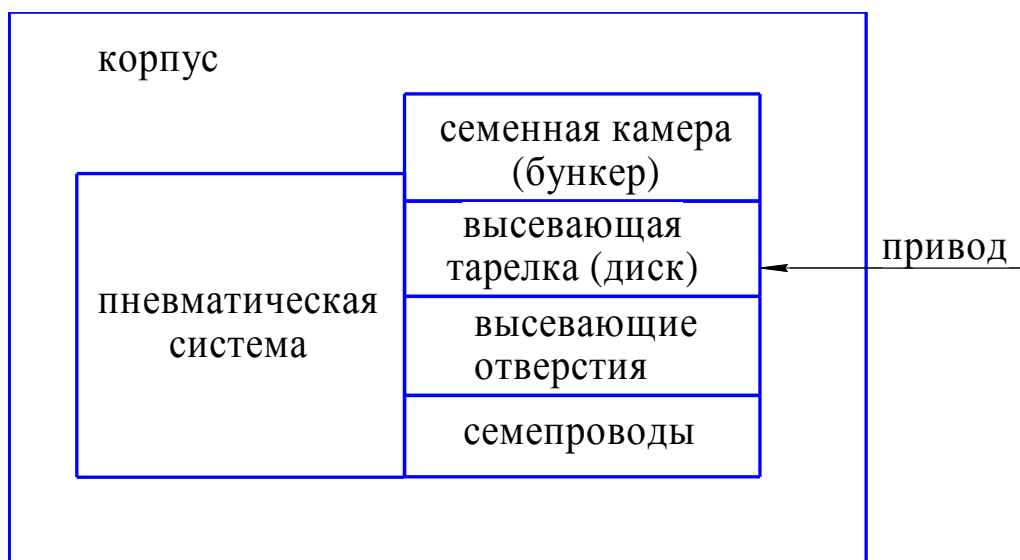 корпус
семенная камера
(бункер)
высевающая
тарелка (диск)
привод
пневматическая
система
высевающие
отверстия
семепроводы